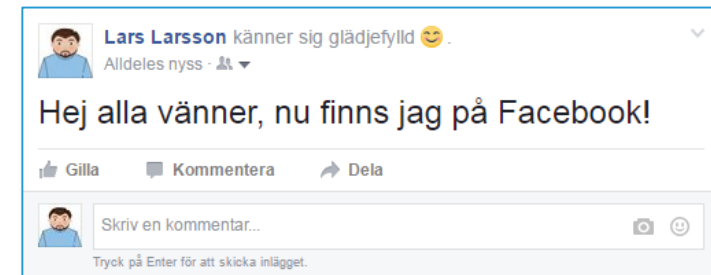 Lars Larsson känner sig glädjefylld 😊 .
Alldeles nyss ·
Hej alla vänner, nu finns jag på Facebook!
Gilla Kommentera Dela
Skriv en kommentar...
Tryck på Enter för att skicka inlägget.